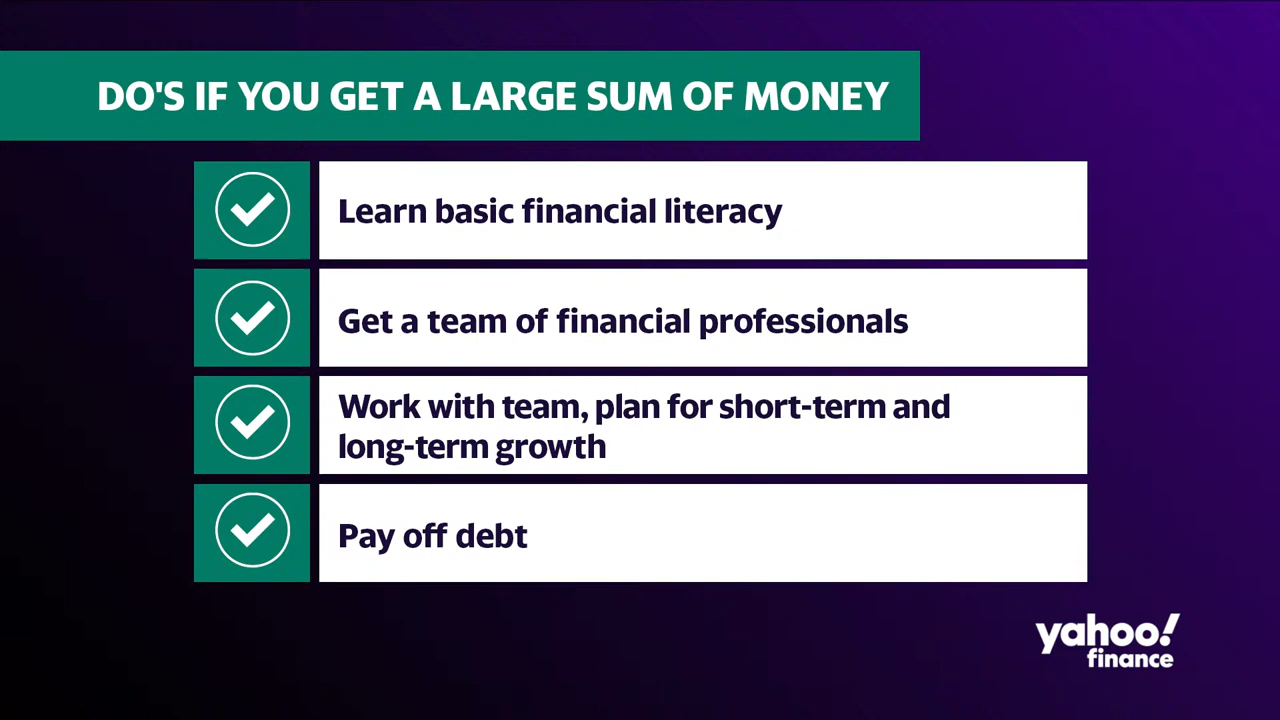 DO'S IF YOU GET A LARGE SUM OF MONEY
Learn basic financial literacy
Get a team of financial professionals
Work with team, plan for short-term and
long-term growth
Pay off debt
yahoo!
finance